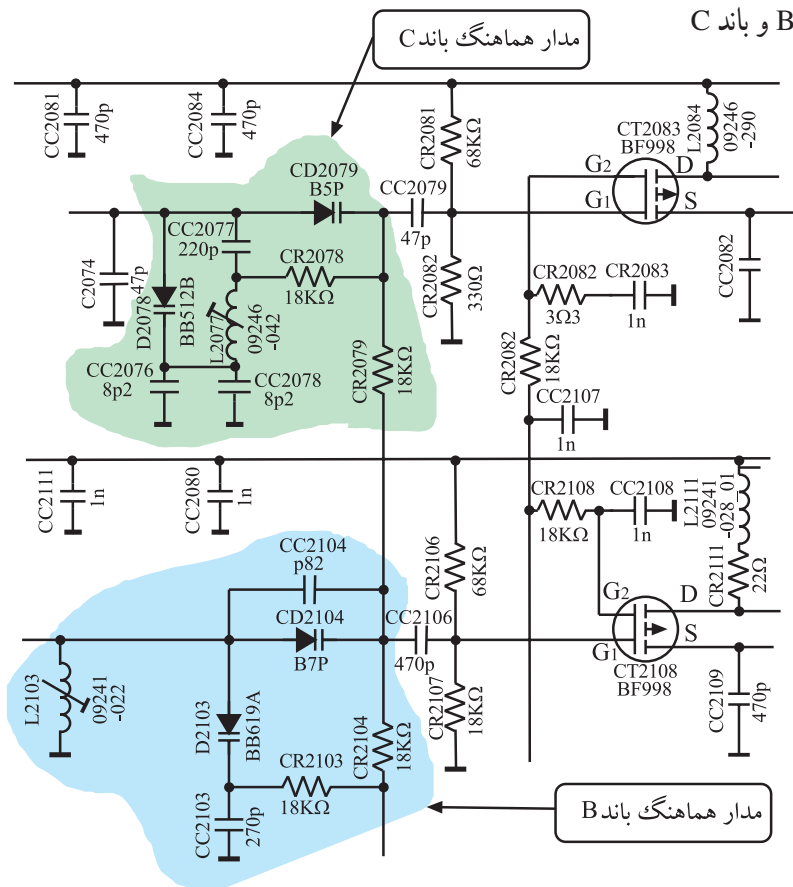 B و باند C
مدار هماهنگ باند C
CC2081
470p
CC2084
470p
CR2081
68KΩ
L2084
09246
-290
CT2083
BF998
G2
D
G1
S
CD2079
B5P
CC2079
47p
CC2077
220p
CR2078
18KΩ
C2074
47p
D2078
BB512B
L2077
09246
-042
CR2082
330Ω
CR2082
3Ω3
CR2083
1n
CC2082
CC2076
8p2
CC2078
8p2
CR2079
18KΩ
CR2082
18KΩ
CC2107
1n
CC2111
1n
CC2080
1n
CR2106
68KΩ
CR2108
18KΩ
CC2108
1n
L2111
09241
-028_01
CR2111
22Ω
CC2104
p82
CD2104
B7P
CC2106
470p
G2
D
G1
S
CT2108
BF998
L2103
09241
-022
D2103
BB619A
CR2104
18KΩ
CR2107
18KΩ
CC2109
470p
CR2103
18KΩ
CC2103
270p
مدار هماهنگ باند B